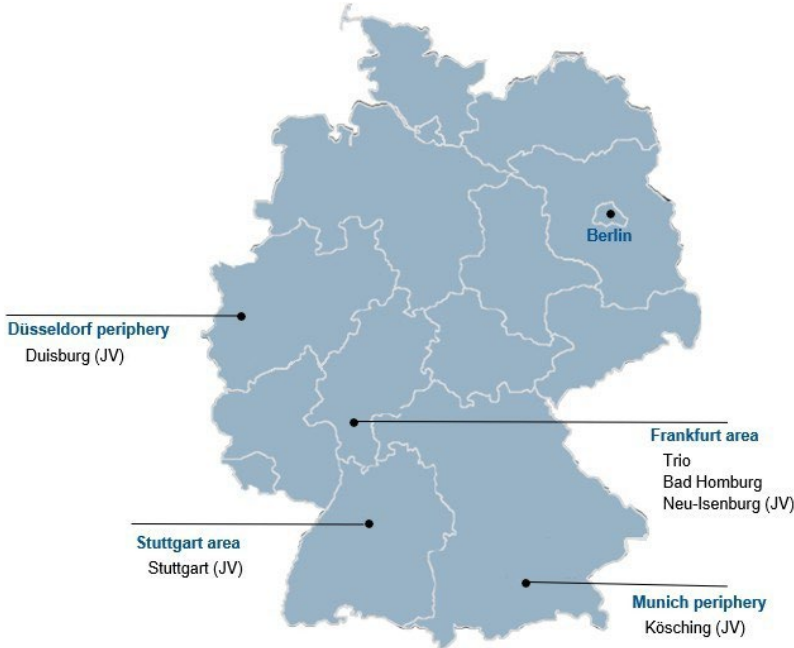 Berlin
Düsseldorf periphery
Duisburg (JV)
Frankfurt area
Trio
Bad Homburg
Neu-Isenburg (JV)
Stuttgart area
Stuttgart (JV)
Munich periphery
Kösching (JV)